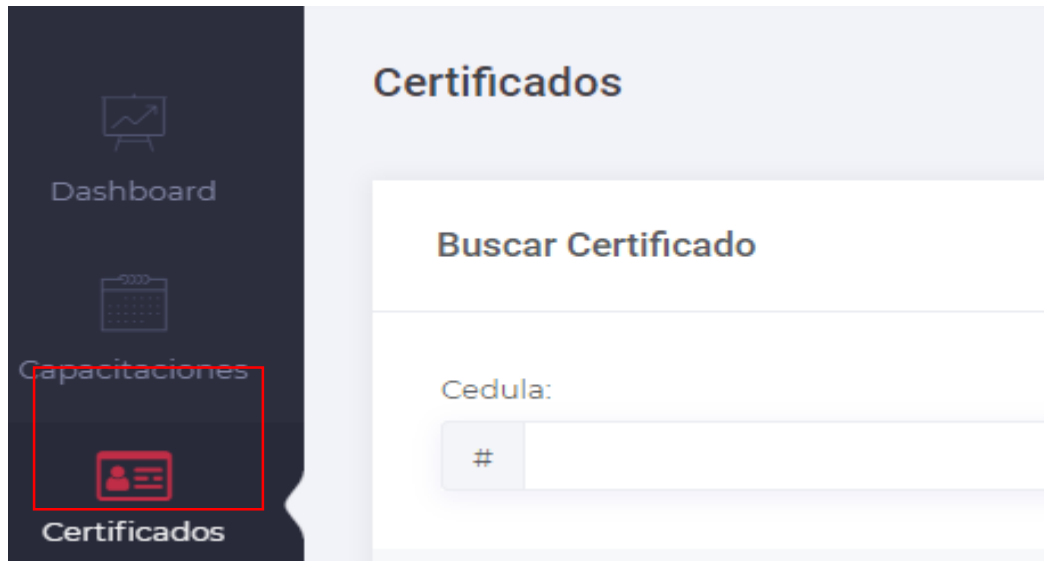 Dashboard
Capacitaciones
Certificados
Certificados
Buscar Certificado
Cedula:
#